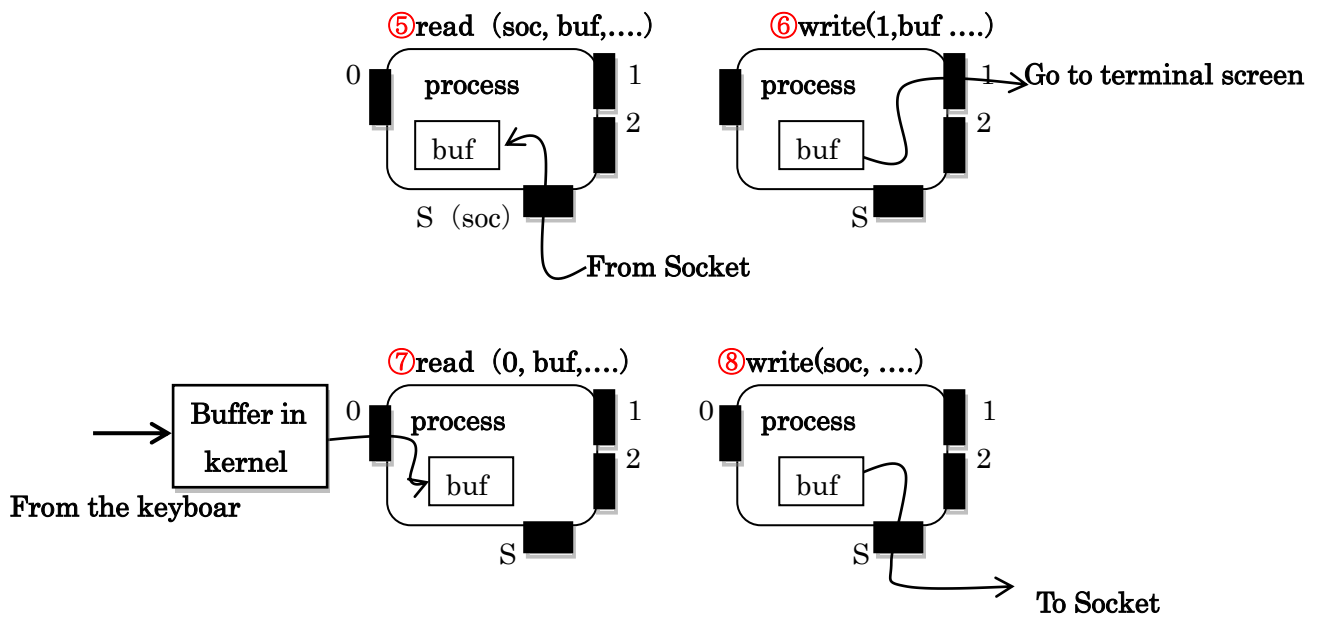 ⑤read（soc, buf,....）
⑥write(1,buf ....)
0
process
1
process
1
Go to terminal screen
2
2
buf
buf
S（soc）
S
From Socket
⑦read（0, buf,....）
⑧write(soc, ....)
Buffer in
kernel
0
process
1
0
process
1
2
2
buf
buf
From the keyboar
S
S
To Socket